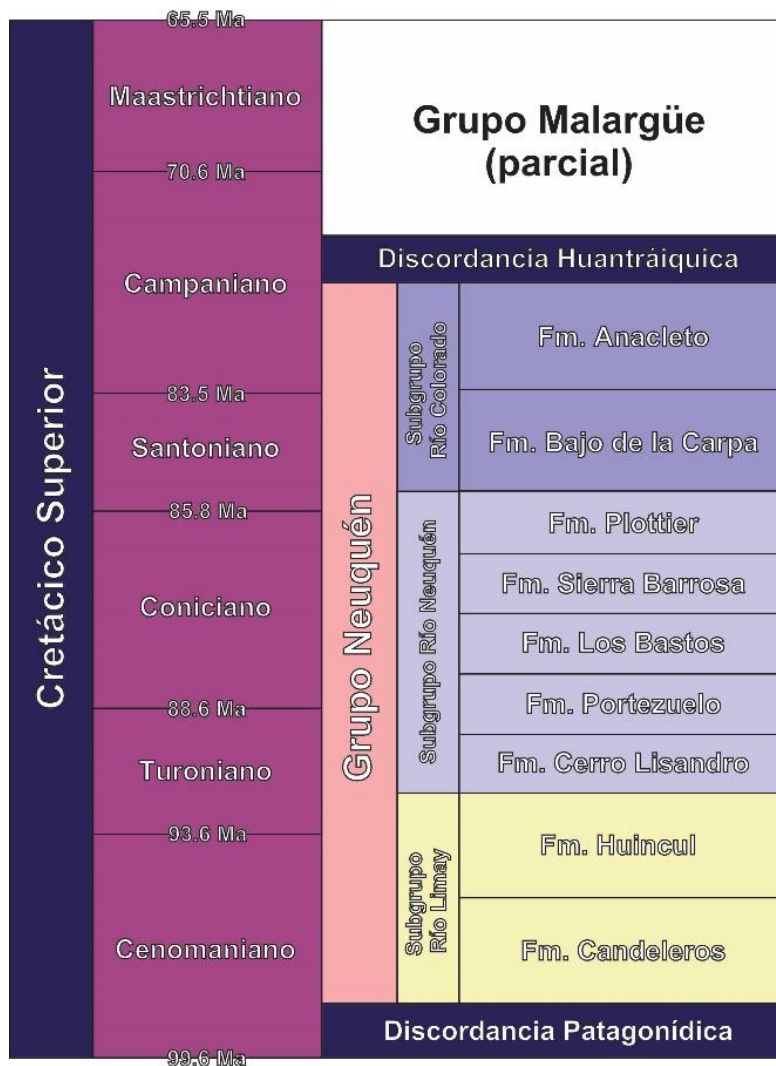 Cretácico Superior
65.5 Ma
Maastrichtiano
70.6 Ma
Campaniano
83.5 Ma
Santoniano
85.8 Ma
Coniciano
88.6 Ma
Turoniano
93.6 Ma
Cenomaniano
99.6 Ma
Grupo Malargüe
(parcial)
Discordancia Huantráiquica
Grupo Neuquén
Subgrupo
Río Colorado
Fm. Anacleto
Fm. Bajo de la Carpa
Subgrupo Río Neuquén
Fm. Plottier
Fm. Sierra Barrosa
Fm. Los Bastos
Fm. Portezuelo
Fm. Cerro Lisandro
Subgrupo
Río Limay
Fm. Huincul
Fm. Candeleros
Discordancia Patagonídica